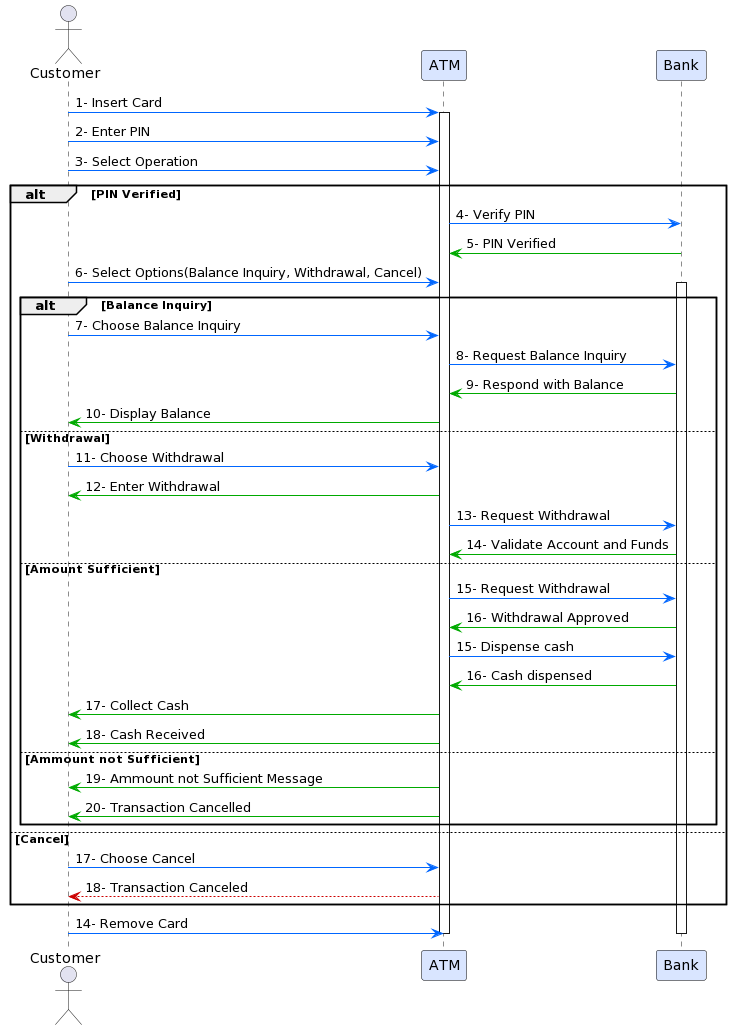 Customer
ATM
Bank
1- Insert Card
2- Enter PIN
3- Select Operation
alt [PIN Verified]
4- Verify PIN
5- PIN Verified
6- Select Options(Balance Inquiry, Withdrawal, Cancel)
alt [Balance Inquiry]
7- Choose Balance Inquiry
8- Request Balance Inquiry
9- Respond with Balance
10- Display Balance
[Withdrawal]
11- Choose Withdrawal
12- Enter Withdrawal
13- Request Withdrawal
14- Validate Account and Funds
[Amount Sufficient]
15- Request Withdrawal
16- Withdrawal Approved
15- Dispense cash
16- Cash dispensed
17- Collect Cash
18- Cash Received
[Ammount not Sufficient]
19- Ammount not Sufficient Message
20- Transaction Cancelled
[Cancel]
17- Choose Cancel
18- Transaction Canceled
14- Remove Card
Customer
ATM
Bank